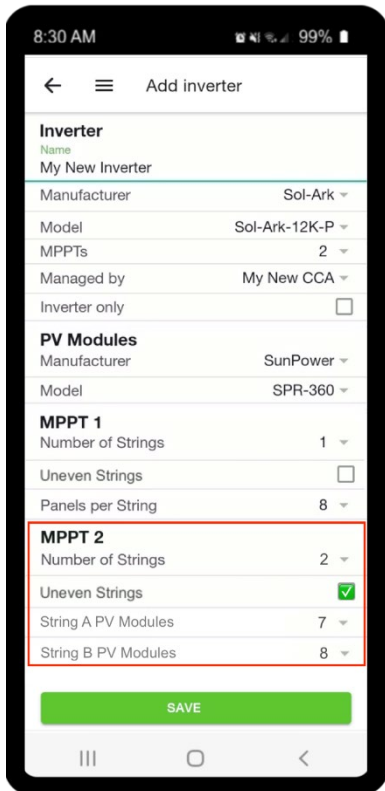 8:30 AM 99%
Add inverter
Inverter
Name
My New Inverter
Manufacturer Sol-Ark
Model Sol-Ark-12K-P
MPPTs 2
Managed by My New CCA
Inverter only
PV Modules
Manufacturer SunPower
Model SPR-360
MPPT 1
Number of Strings 1
Uneven Strings
Panels per String 8
MPPT 2
Number of Strings 2
Uneven Strings
String A PV Modules 7
String B PV Modules 8
SAVE